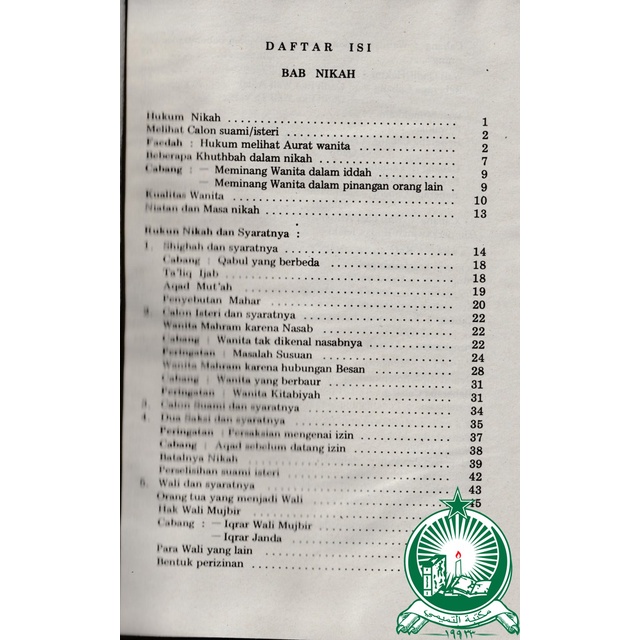 DAFTAR ISI
BAB NIKAH
Hukum Nikah . . . . . . . . . . . . 1
Melihat Calon suami/isteri . . . . . . . . . . . . 2
Faedah : Hukum melihat Aurat wanita . . . . . . . . . . . . 2
Beberapa Khuthbah dalam nikah . . . . . . . . . . . . 7
Cabang : — Meminang Wanita dalam iddah . . . . . . . . . . . . 9
— Meminang Wanita dalam pinangan orang lain . 9
Kualitas Wanita . . . . . . . . . . . . 10
Niatan dan Masa nikah . . . . . . . . . . . . 13
Rukun Nikah dan Syaratnya :
1. Shighah dan syaratnya . . . . . . . . . . . . 14
Cabang : Qabul yang berbeda . . . . . . . . . . . . 18
Ta'liq Ijab . . . . . . . . . . . . 18
Aqad Mut'ah . . . . . . . . . . . . 19
Penyebutan Mahar . . . . . . . . . . . . 20
2. Calon Isteri dan syaratnya . . . . . . . . . . . . 22
Wanita Mahram karena Nasab . . . . . . . . . . . . 22
Cabang : Wanita tak dikenal nasabnya . . . . . . . . . . . . 22
Peringatan : Masalah Susuan . . . . . . . . . . . . 24
Wanita Mahram karena hubungan Besan . . . . . . . . . . . . 28
Cabang : Wanita yang berbaur . . . . . . . . . . . . 31
Peringatan : Wanita Kitabiyah . . . . . . . . . . . . 31
3. Calon Suami dan syaratnya . . . . . . . . . . . . 34
4. Dua Saksi dan syaratnya . . . . . . . . . . . . 35
Peringatan : Persaksian mengenai izin . . . . . . . . . . . . 37
Cabang : Aqad sebelum datang izin . . . . . . . . . . . . 38
Batalnya Nikah . . . . . . . . . . . . 39
Perselisihan suami isteri . . . . . . . . . . . . 42
5. Wali dan syaratnya . . . . . . . . . . . . 43
Orang tua yang menjadi Wali . . . . . . . . . . . . 45
Hak Wali Mujbir . . . . . . . . . . . .
Cabang : — Iqrar Wali Mujbir . . . . . . . . . . . .
— Iqrar Janda . . . . . . . . . . . .
Para Wali yang lain . . . . . . . . . . . .
Bentuk perizinan . . . . . . . . . . . .
مكتبة التميمي
١٩٩٣